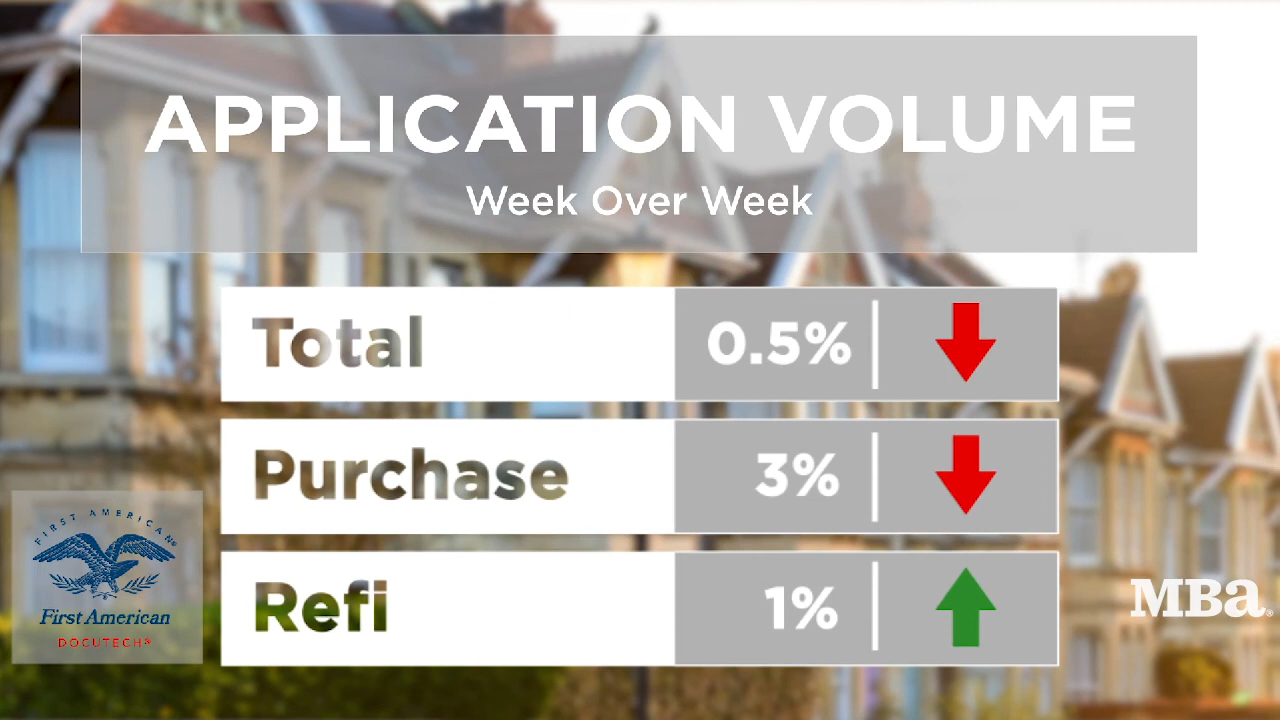 APPLICATION VOLUME
Week Over Week
Total 0.5%
Purchase 3%
Refi 1%
FIRST AMERICAN®
First American
DOCUTECH®
MBa®